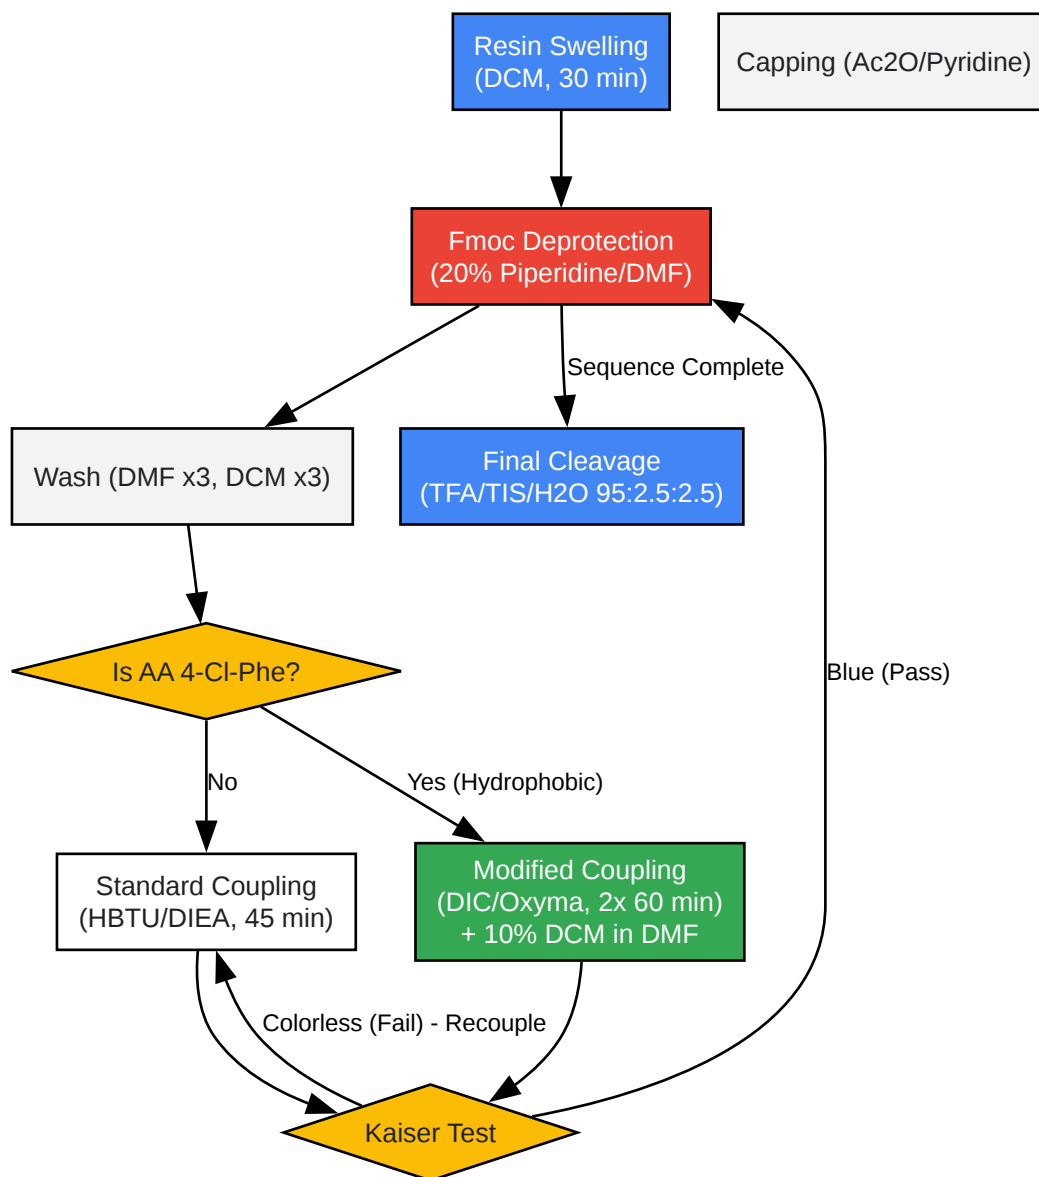 Resin Swelling
(DCM, 30 min)
Capping (Ac2O/Pyridine)
Fmoc Deprotection
(20% Piperidine/DMF)
Sequence Complete
Wash (DMF x3, DCM x3)
Final Cleavage
(TFA/TIS/H2O 95:2.5:2.5)
Is AA 4-Cl-Phe?
Blue (Pass)
No
Yes (Hydrophobic)
Standard Coupling
(HBTU/DIEA, 45 min)
Modified Coupling
(DIC/Oxyma, 2x 60 min)
+ 10% DCM in DMF
Colorless (Fail) - Recouple
Kaiser Test